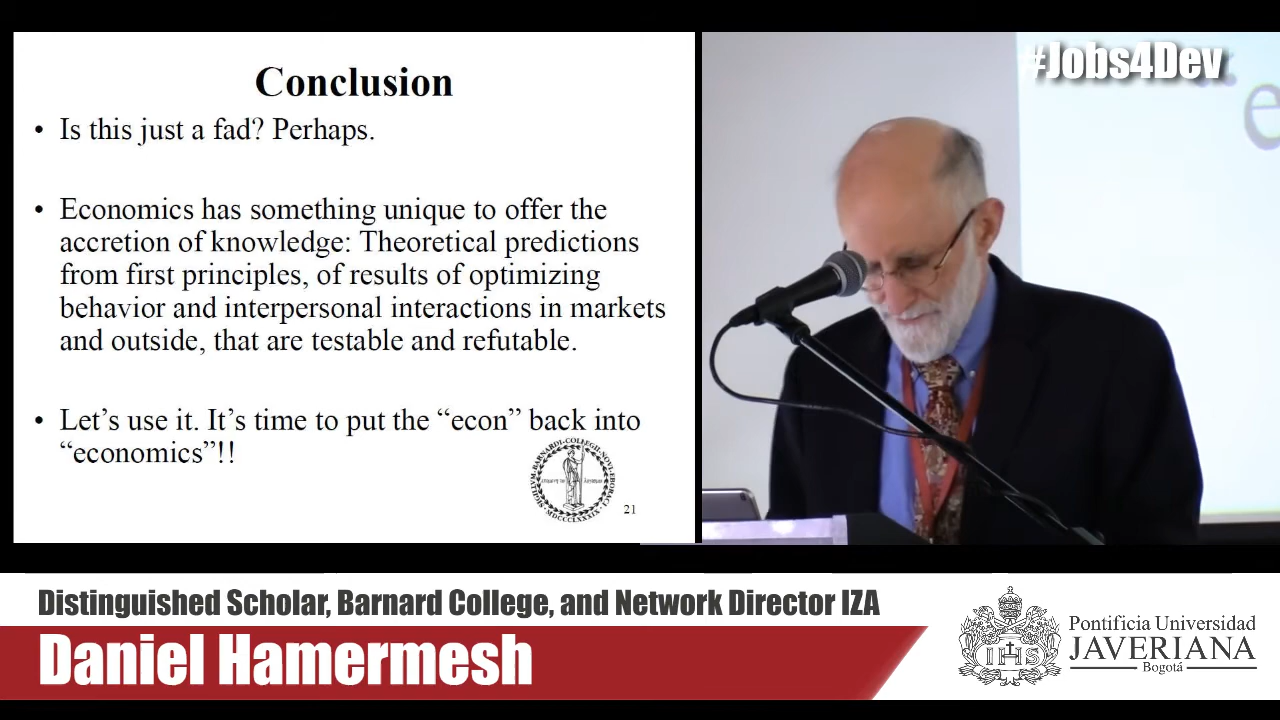 #Jobs4Dev
Conclusion
• Is this just a fad? Perhaps.
• Economics has something unique to offer the
accretion of knowledge: Theoretical predictions
from first principles, of results of optimizing
behavior and interpersonal interactions in markets
and outside, that are testable and refutable.
• Let's use it. It's time to put the “econ” back into
“economics”!!
21
Distinguished Scholar, Barnard College, and Network Director IZA
Daniel Hamermesh
IHS
Pontificia Universidad
JAVERIANA
Bogotá